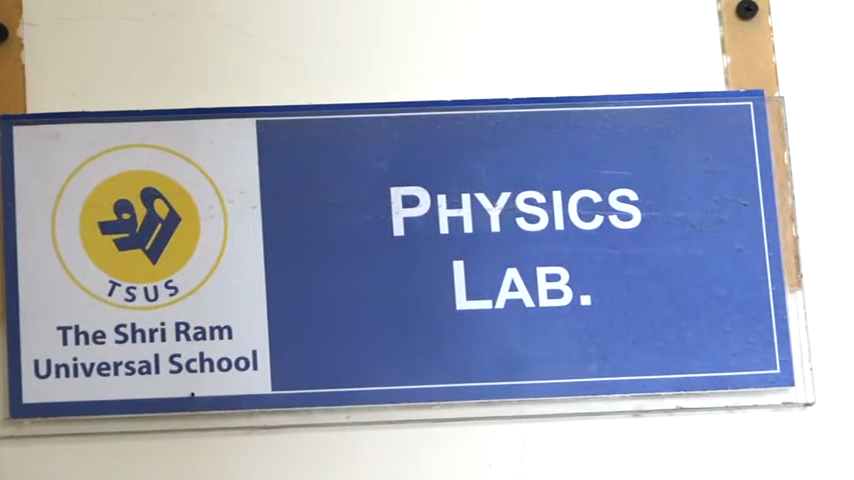 TSUS
The Shri Ram
Universal School
PHYSICS
LAB.